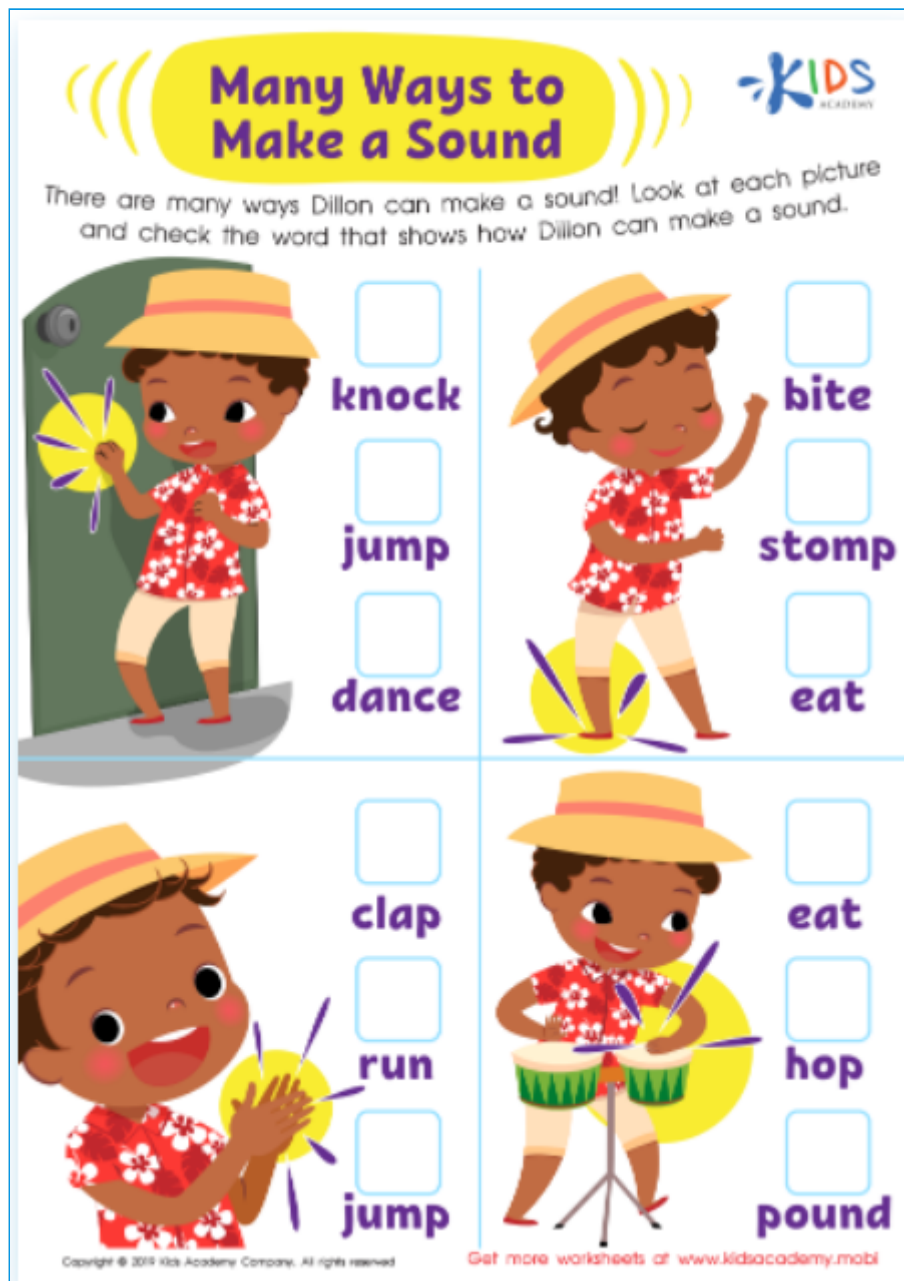 Many Ways to
Make a Sound
KIDS
ACADEMY
There are many ways Dillon can make a sound! Look at each picture
and check the word that shows how Dillon can make a sound.
knock
jump
dance
bite
stomp
eat
clap
run
jump
eat
hop
pound
Copyright © 2019 Kids Academy Company. All rights reserved
Get more worksheets at www.kidsacademy.mobi